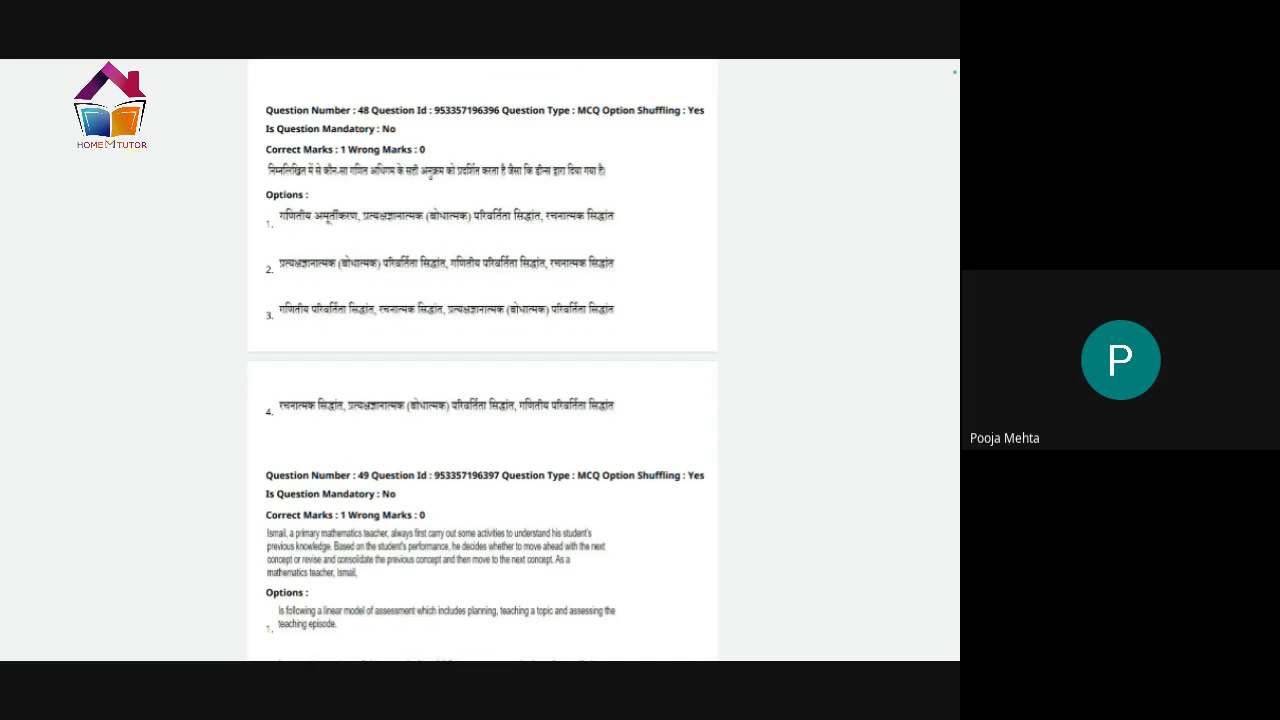 HOMEMTUTOR
Question Number : 48 Question Id : 953357196396 Question Type : MCQ Option Shuffling : Yes
Is Question Mandatory : No
Correct Marks : 1 Wrong Marks : 0
निम्नलिखित में से कौन-सा गणित अधिगम के सही अनुक्रम को प्रदर्शित करता है जैसा कि डीन्स द्वारा दिया गया है।
Options :
1. गणितीय अमूर्तीकरण, प्रत्यक्षज्ञानात्मक (बोधात्मक) परिवर्तिता सिद्धांत, रचनात्मक सिद्धांत
2. प्रत्यक्षज्ञानात्मक (बोधात्मक) परिवर्तिता सिद्धांत, गणितीय परिवर्तिता सिद्धांत, रचनात्मक सिद्धांत
3. गणितीय परिवर्तिता सिद्धांत, रचनात्मक सिद्धांत, प्रत्यक्षज्ञानात्मक (बोधात्मक) परिवर्तिता सिद्धांत
4. रचनात्मक सिद्धांत, प्रत्यक्षज्ञानात्मक (बोधात्मक) परिवर्तिता सिद्धांत, गणितीय परिवर्तिता सिद्धांत
Question Number : 49 Question Id : 953357196397 Question Type : MCQ Option Shuffling : Yes
Is Question Mandatory : No
Correct Marks : 1 Wrong Marks : 0
Ismail, a primary mathematics teacher, always first carry out some activities to understand his student's
previous knowledge. Based on the student's performance, he decides whether to move ahead with the next
concept or revise and consolidate the previous concept and then move to the next concept. As a
mathematics teacher, Ismail,
Options :
Is following a linear model of assessment which includes planning, teaching a topic and assessing the
1. teaching episode.
P
Pooja Mehta